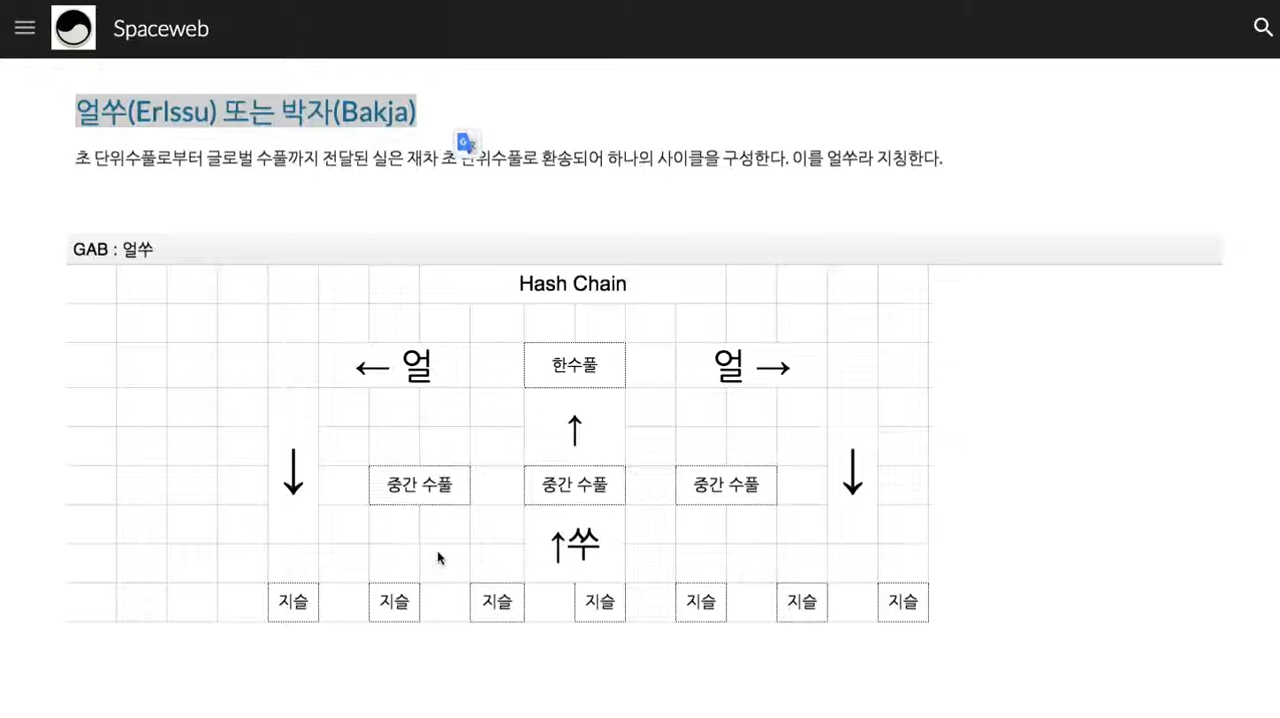 Spaceweb
얼쑤(ErIssu) 또는 박자(Bakja)
초 단위수풀로부터 글로벌 수풀까지 전달된 실은 재차 초 단위수풀로 환송되어 하나의 사이클을 구성한다. 이를 얼쑤라 지칭한다.
GAB : 얼쑤
Hash Chain
← 얼 한수풀 얼 →
↑
↓ 중간 수풀 중간 수풀 중간 수풀 ↓
↑쑤
지슬 지슬 지슬 지슬 지슬 지슬 지슬